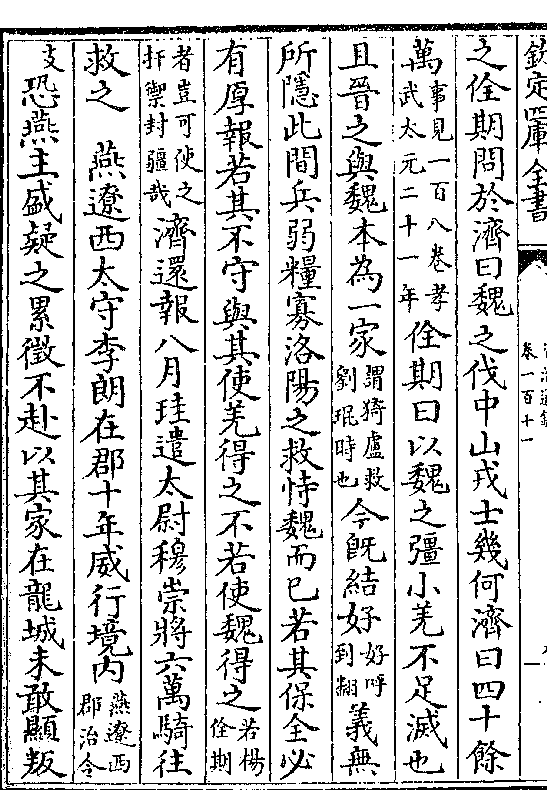 欽定四庫全書
卷一百十一
之佺期問於濟曰魏之伐中山戎士幾何濟曰四十餘
萬事見一百八卷孝武太元二十一年佺期曰以魏之彊小羌不足滅也
且晉之與魏本為一家謂猗盧救劉琨時也今既結好好呼到翻義無
所隱此間兵弱糧寡洛陽之救恃魏而已若其保全必
有厚報若其不守與其使羌得之不若使魏得之若楊佺期
者豈可使之扞禦封疆哉濟還報八月珪遣太尉穆崇將六萬騎往
救之　燕遼西太守李朗在郡十年威行境内燕遼西郡治令
支恐燕主盛疑之累徵不赴以其家在龍城未敢顯叛